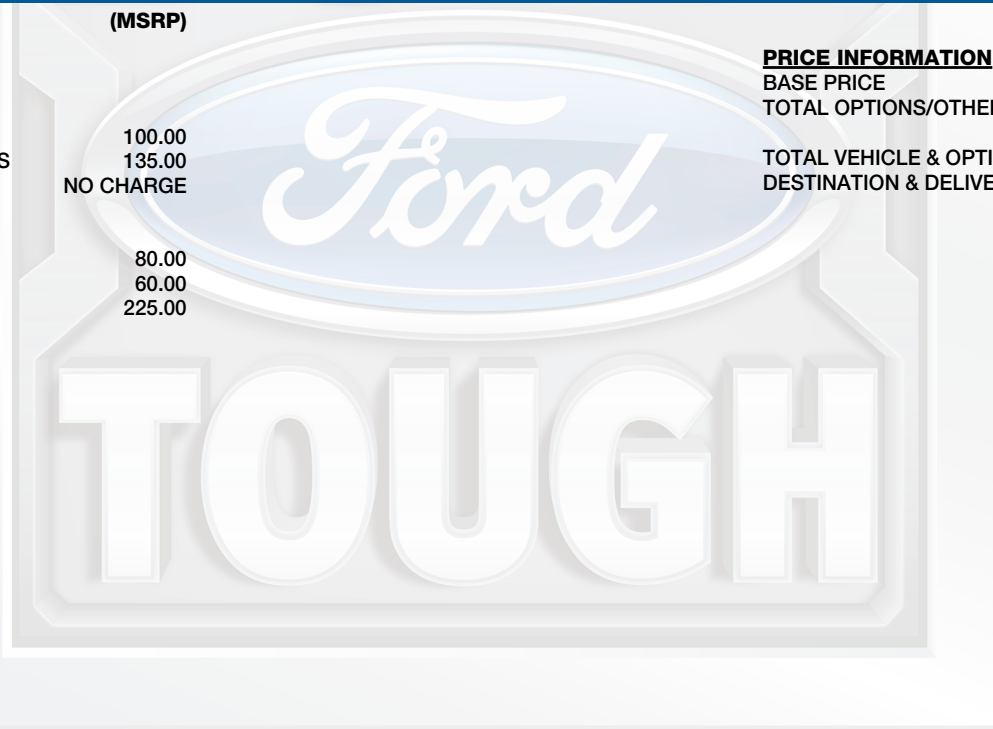 (MSRP)
100.00
S 135.00
NO CHARGE
80.00
60.00
225.00
PRICE INFORMATION
BASE PRICE
TOTAL OPTIONS/OTHE
TOTAL VEHICLE & OPTI
DESTINATION & DELIVE
Ford
TOUGH